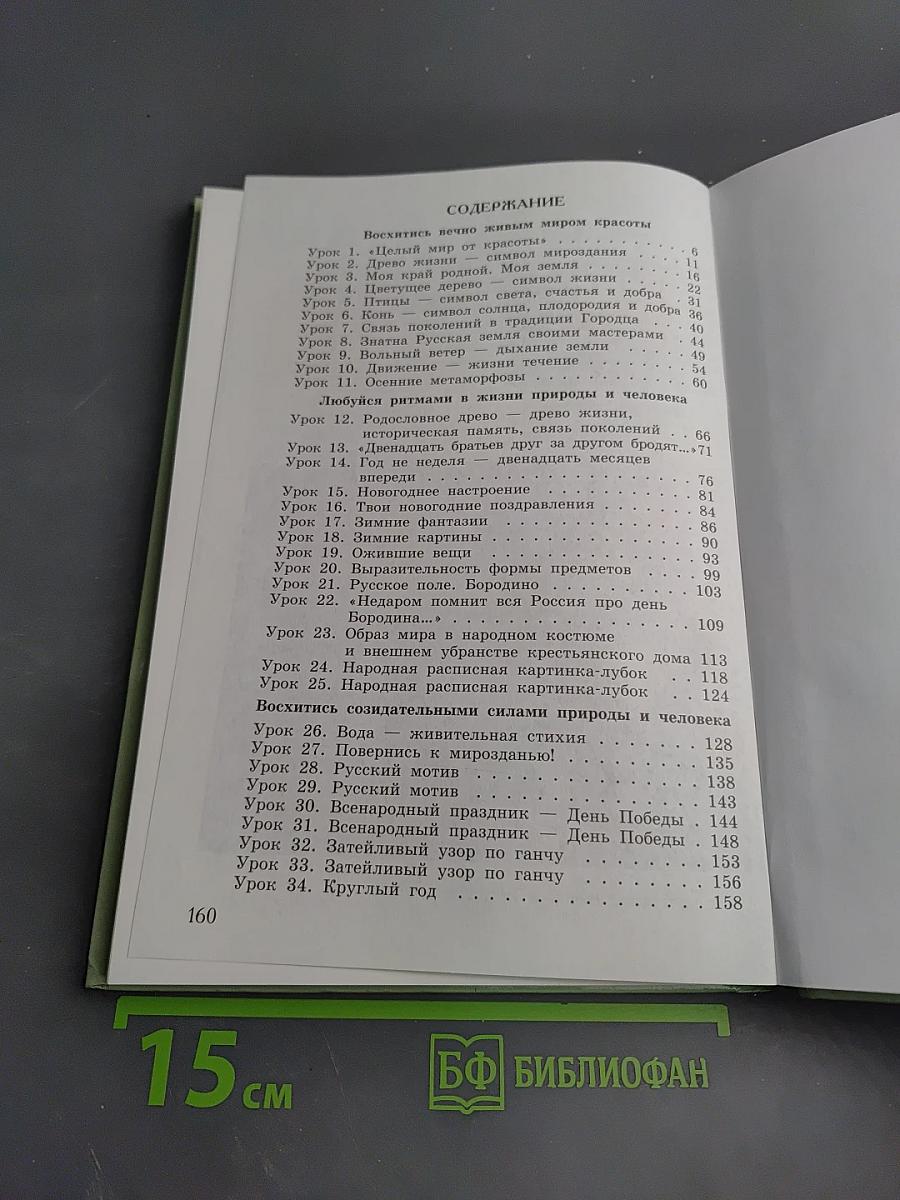 СОДЕРЖАНИЕ
Восхитись вечно живым миром красоты
Урок 1. «Целый мир от красоты» . . . . . . . . . . . 6
Урок 2. Древо жизни — символ мироздания . . . . . 11
Урок 3. Моя край родной. Моя земля . . . . . . . . 16
Урок 4. Цветущее дерево — символ жизни . . . . . 22
Урок 5. Птицы — символ света, счастья и добра . 31
Урок 6. Конь — символ солнца, плодородия и добра 36
Урок 7. Связь поколений в традиции Городца . . . 40
Урок 8. Знатна Русская земля своими мастерами . 44
Урок 9. Вольный ветер — дыхание земли . . . . . 49
Урок 10. Движение — жизни течение . . . . . . . . 54
Урок 11. Осенние метаморфозы . . . . . . . . . . . . 60
Любуйся ритмами в жизни природы и человека
Урок 12. Родословное древо — древо жизни,
историческая память, связь поколений . . 66
Урок 13. «Двенадцать братьев друг за другом бродят...» 71
Урок 14. Год не неделя — двенадцать месяцев
впереди . . . . . . . . . . . . . . . . . . . . 76
Урок 15. Новогоднее настроение . . . . . . . . . . . 81
Урок 16. Твои новогодние поздравления . . . . . . . 84
Урок 17. Зимние фантазии . . . . . . . . . . . . . . 86
Урок 18. Зимние картины . . . . . . . . . . . . . . . 90
Урок 19. Ожившие вещи . . . . . . . . . . . . . . . 93
Урок 20. Выразительность формы предметов . . . . 99
Урок 21. Русское поле. Бородино . . . . . . . . . . 103
Урок 22. «Недаром помнит вся Россия про день
Бородина...» . . . . . . . . . . . . . . . . . 109
Урок 23. Образ мира в народном костюме
и внешнем убранстве крестьянского дома 113
Урок 24. Народная расписная картинка-лубок . . 118
Урок 25. Народная расписная картинка-лубок . . 124
Восхитись созидательными силами природы и человека
Урок 26. Вода — живительная стихия . . . . . . . 128
Урок 27. Повернись к мирозданью! . . . . . . . . . 135
Урок 28. Русский мотив . . . . . . . . . . . . . . 138
Урок 29. Русский мотив . . . . . . . . . . . . . . 143
Урок 30. Всенародный праздник — День Победы . 144
Урок 31. Всенародный праздник — День Победы . 148
Урок 32. Затейливый узор по ганчу . . . . . . . . 153
Урок 33. Затейливый узор по ганчу . . . . . . . . 156
Урок 34. Круглый год . . . . . . . . . . . . . . . . 158
160
15 см
БФ БИБЛИОФАН